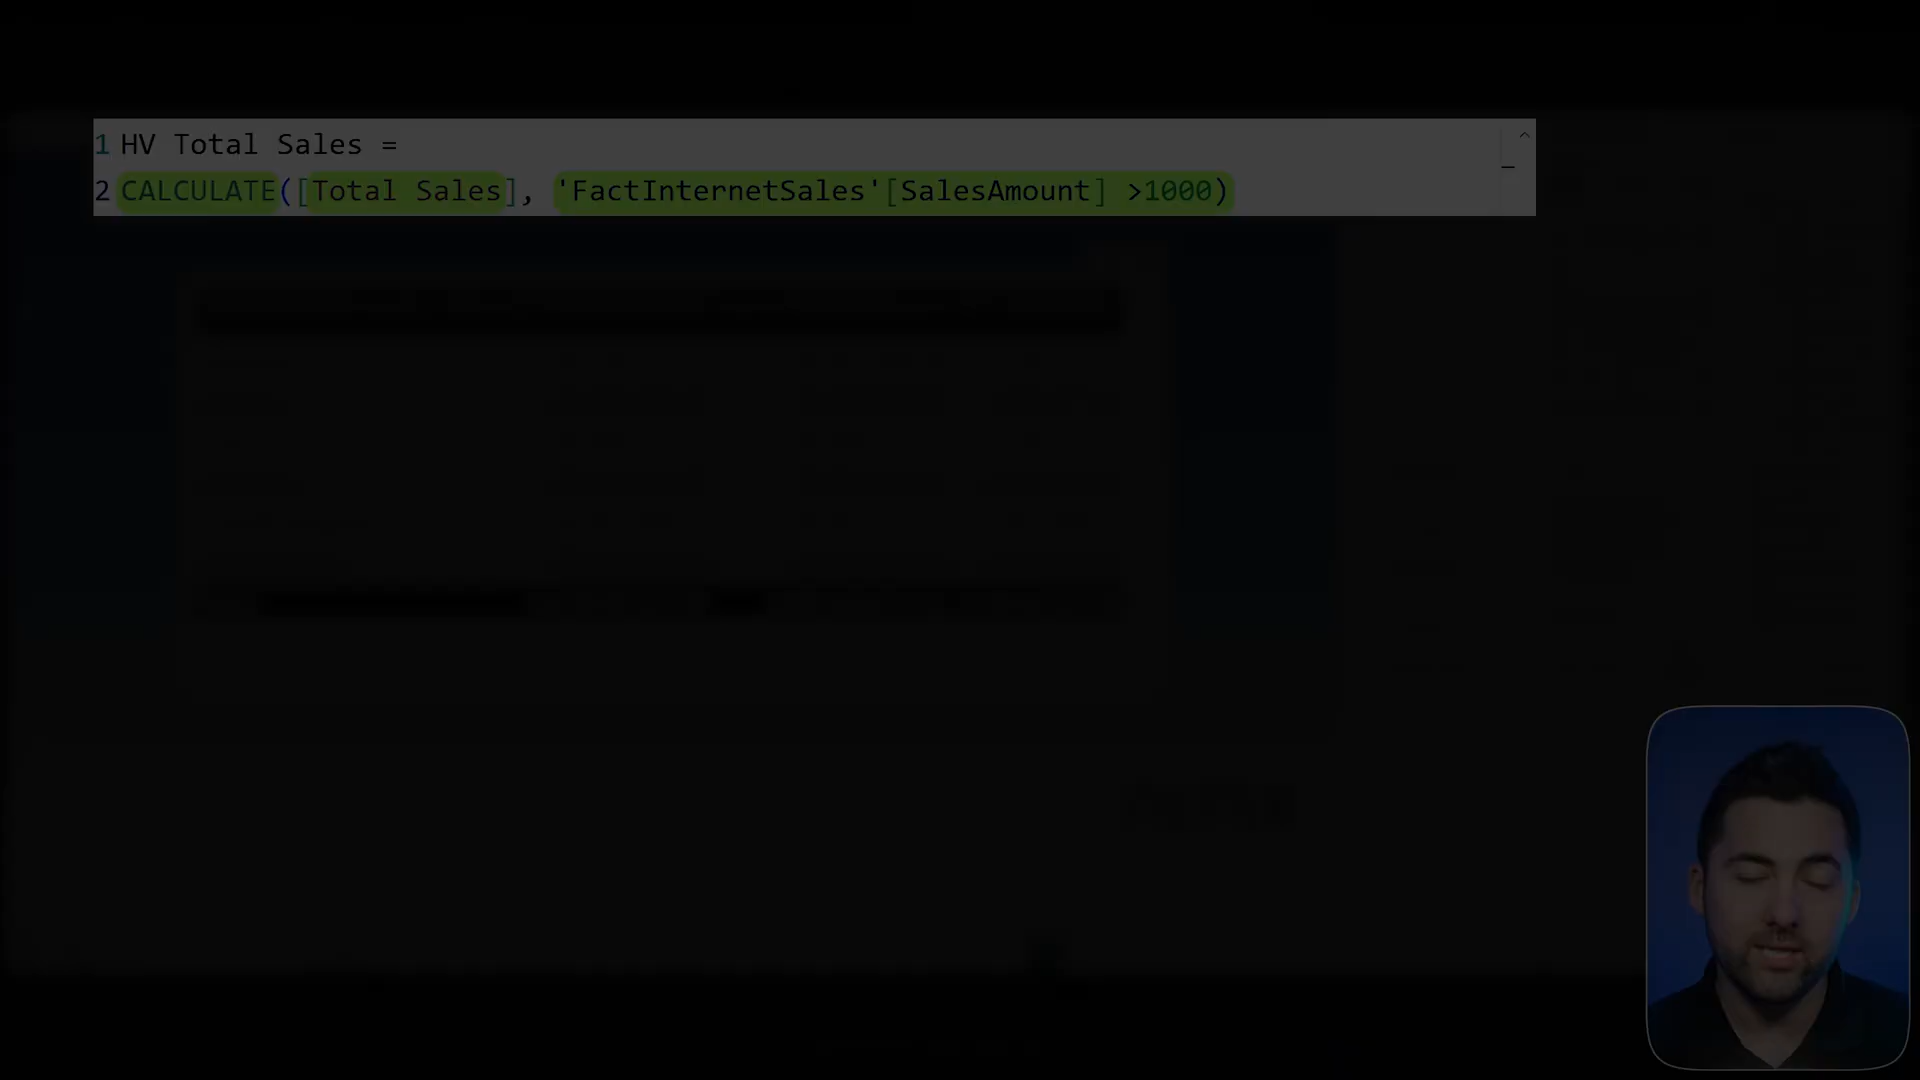 1 HV Total Sales =
2 CALCULATE([Total Sales], 'FactInternetSales'[SalesAmount] >1000)